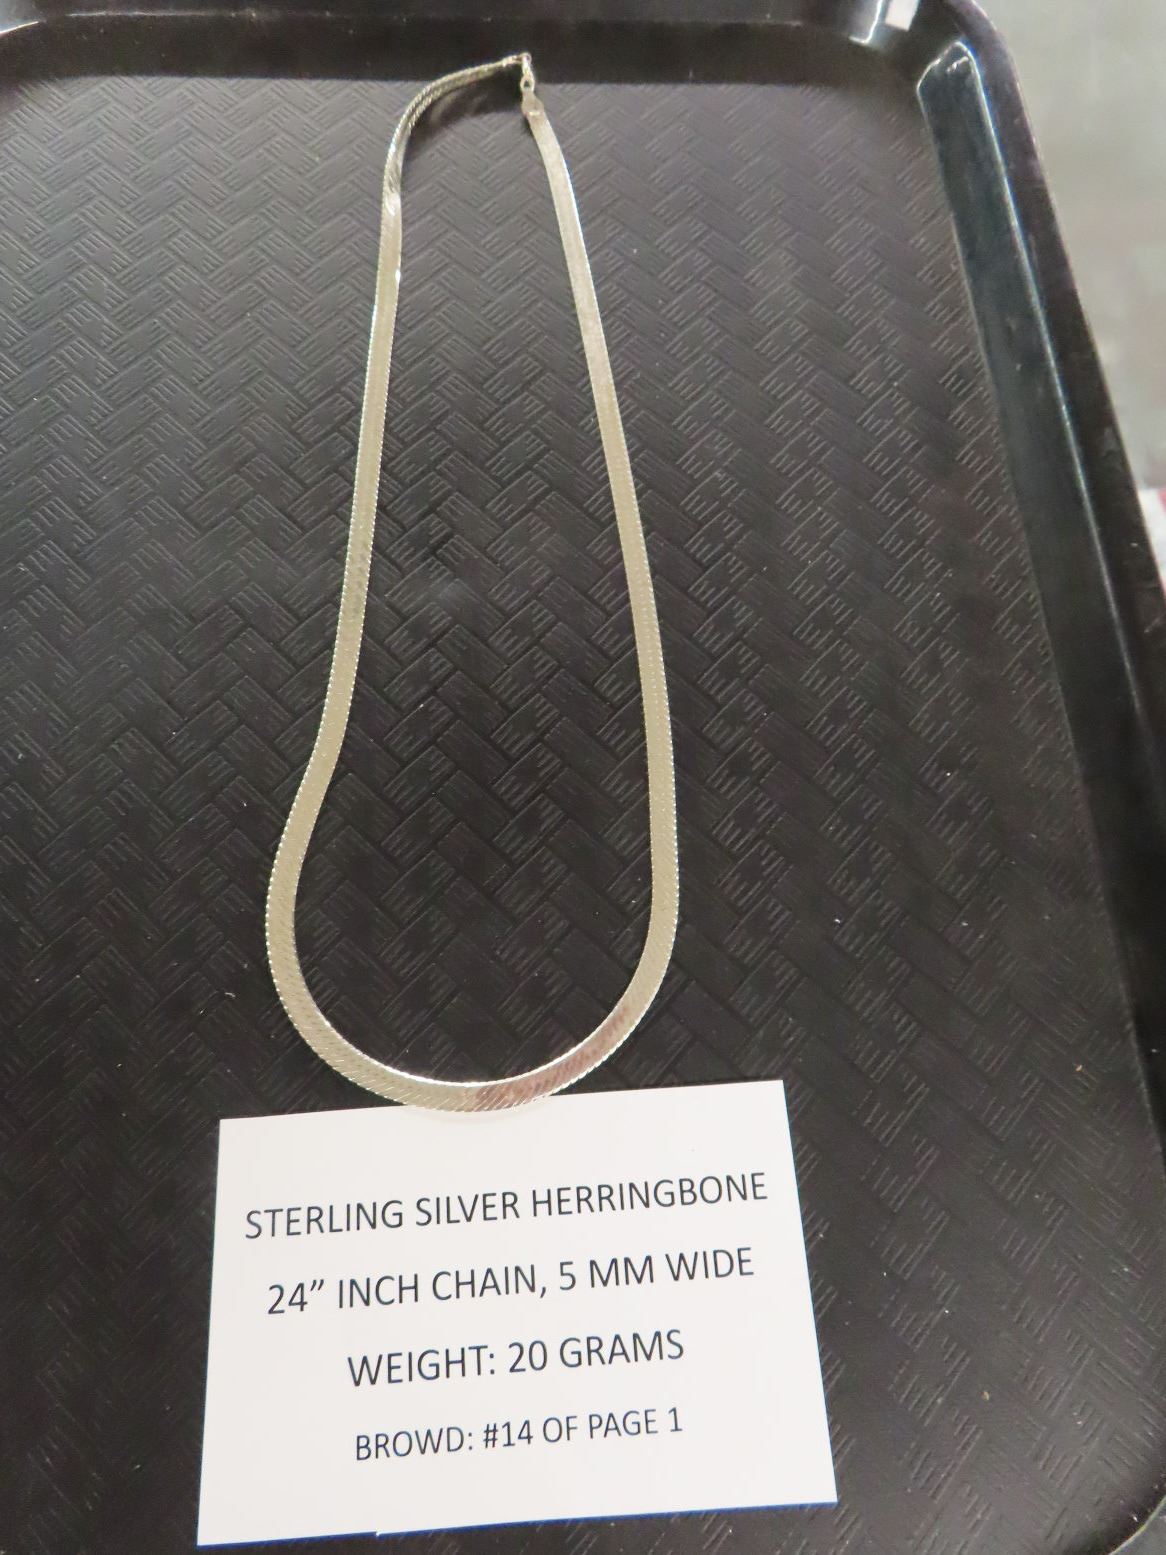 STERLING SILVER HERRINGBONE
24” INCH CHAIN, 5 MM WIDE
WEIGHT: 20 GRAMS
BROWD: #14 OF PAGE 1